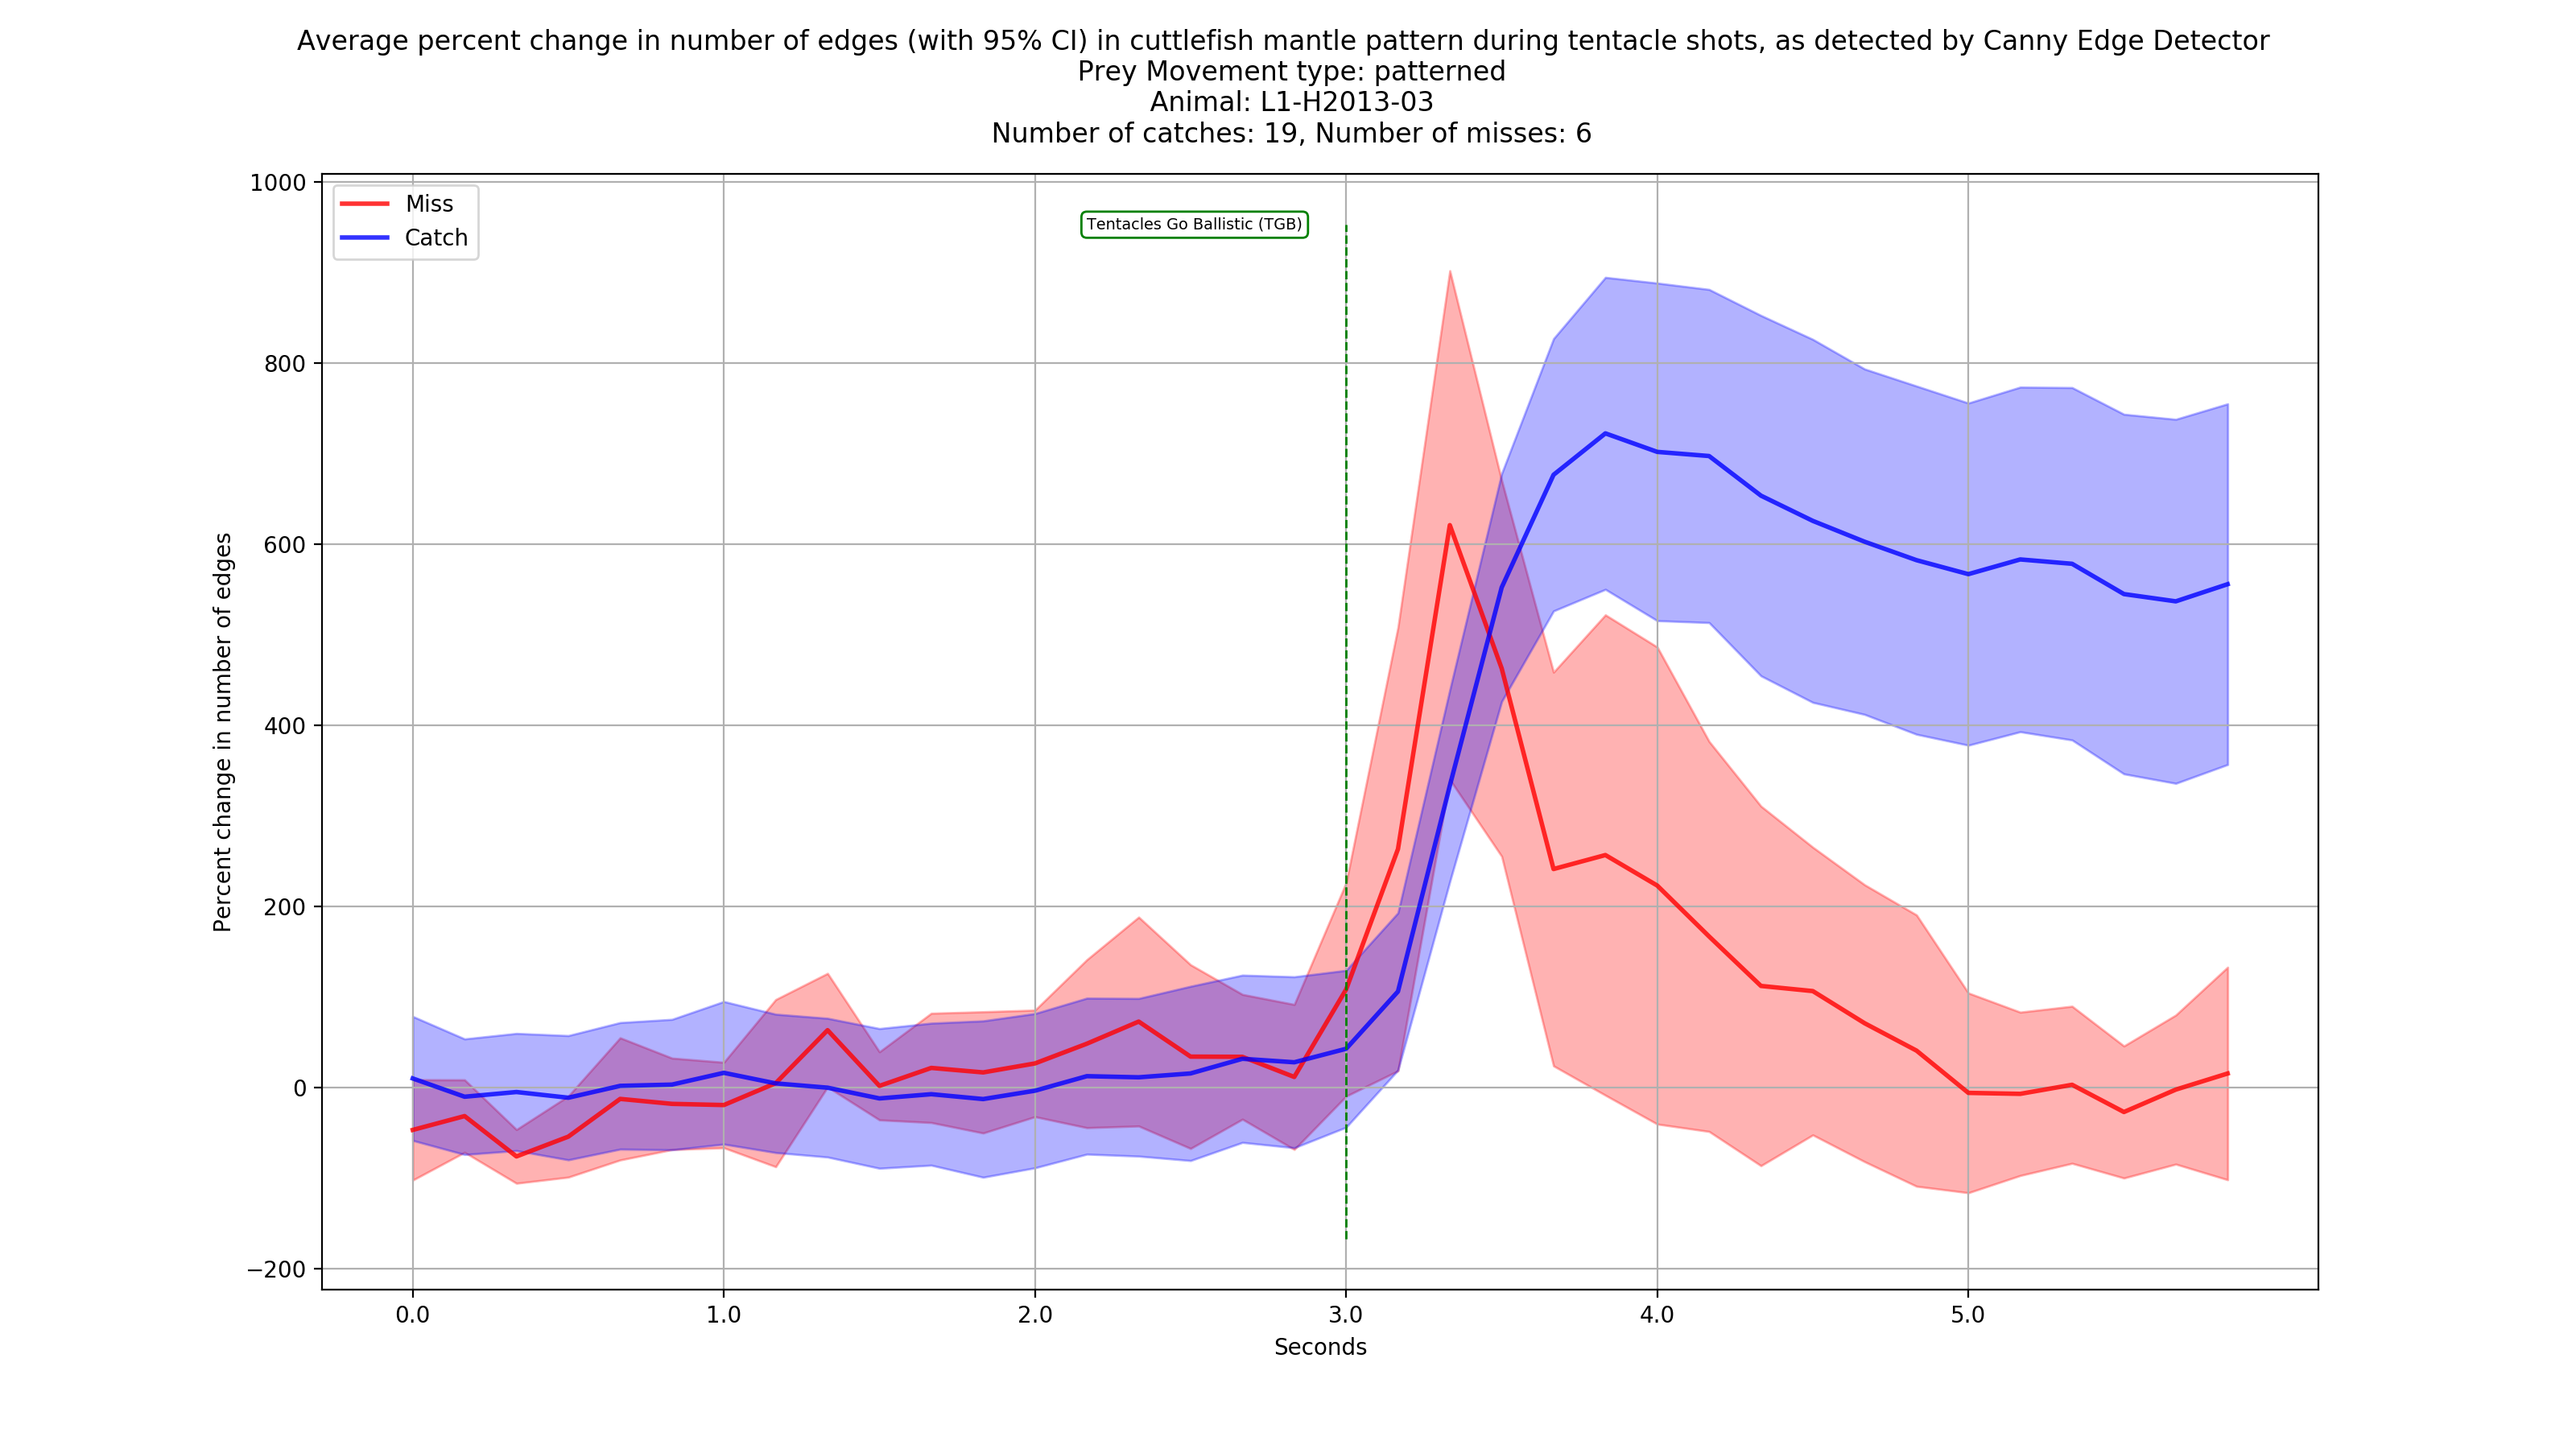 Average percent change in number of edges (with 95% CI) in cuttlefish mantle pattern during tentacle shots, as detected by Canny Edge Detector
Prey Movement type: patterned
Animal: L1-H2013-03
Number of catches: 19, Number of misses: 6
Miss
Catch
Tentacles Go Ballistic (TGB)
Percent change in number of edges
1000
800
600
400
200
0
−200
0.0 1.0 2.0 3.0 4.0 5.0
Seconds